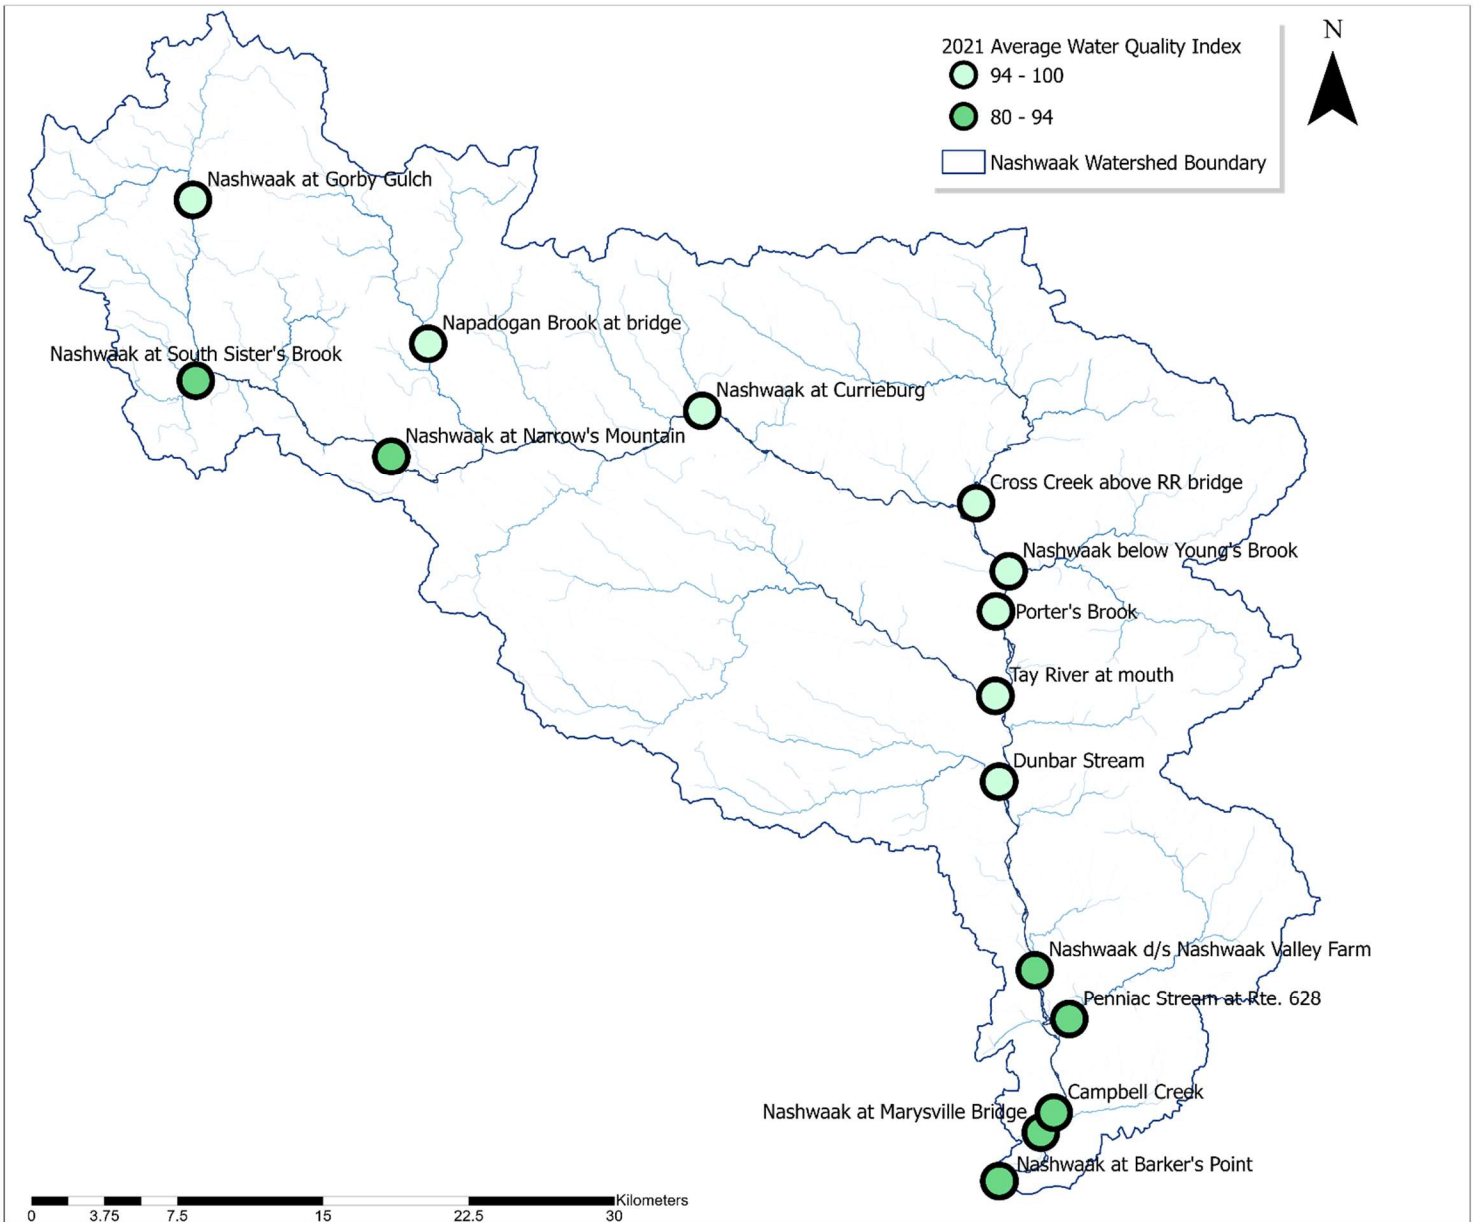 N
2021 Average Water Quality Index
94 - 100
80 - 94
Nashwaak Watershed Boundary
Nashwaak at Gorby Gulch
Napadogan Brook at bridge
Nashwaak at South Sister's Brook
Nashwaak at Currieburg
Nashwaak at Narrow's Mountain
Cross Creek above RR bridge
Nashwaak below Young's Brook
Porter's Brook
Tay River at mouth
Dunbar Stream
Nashwaak d/s Nashwaak Valley Farm
Penniac Stream at Rte. 628
Campbell Creek
Nashwaak at Marysville Bridge
Nashwaak at Barker's Point
Kilometers
0 3.75 7.5 15 22.5 30